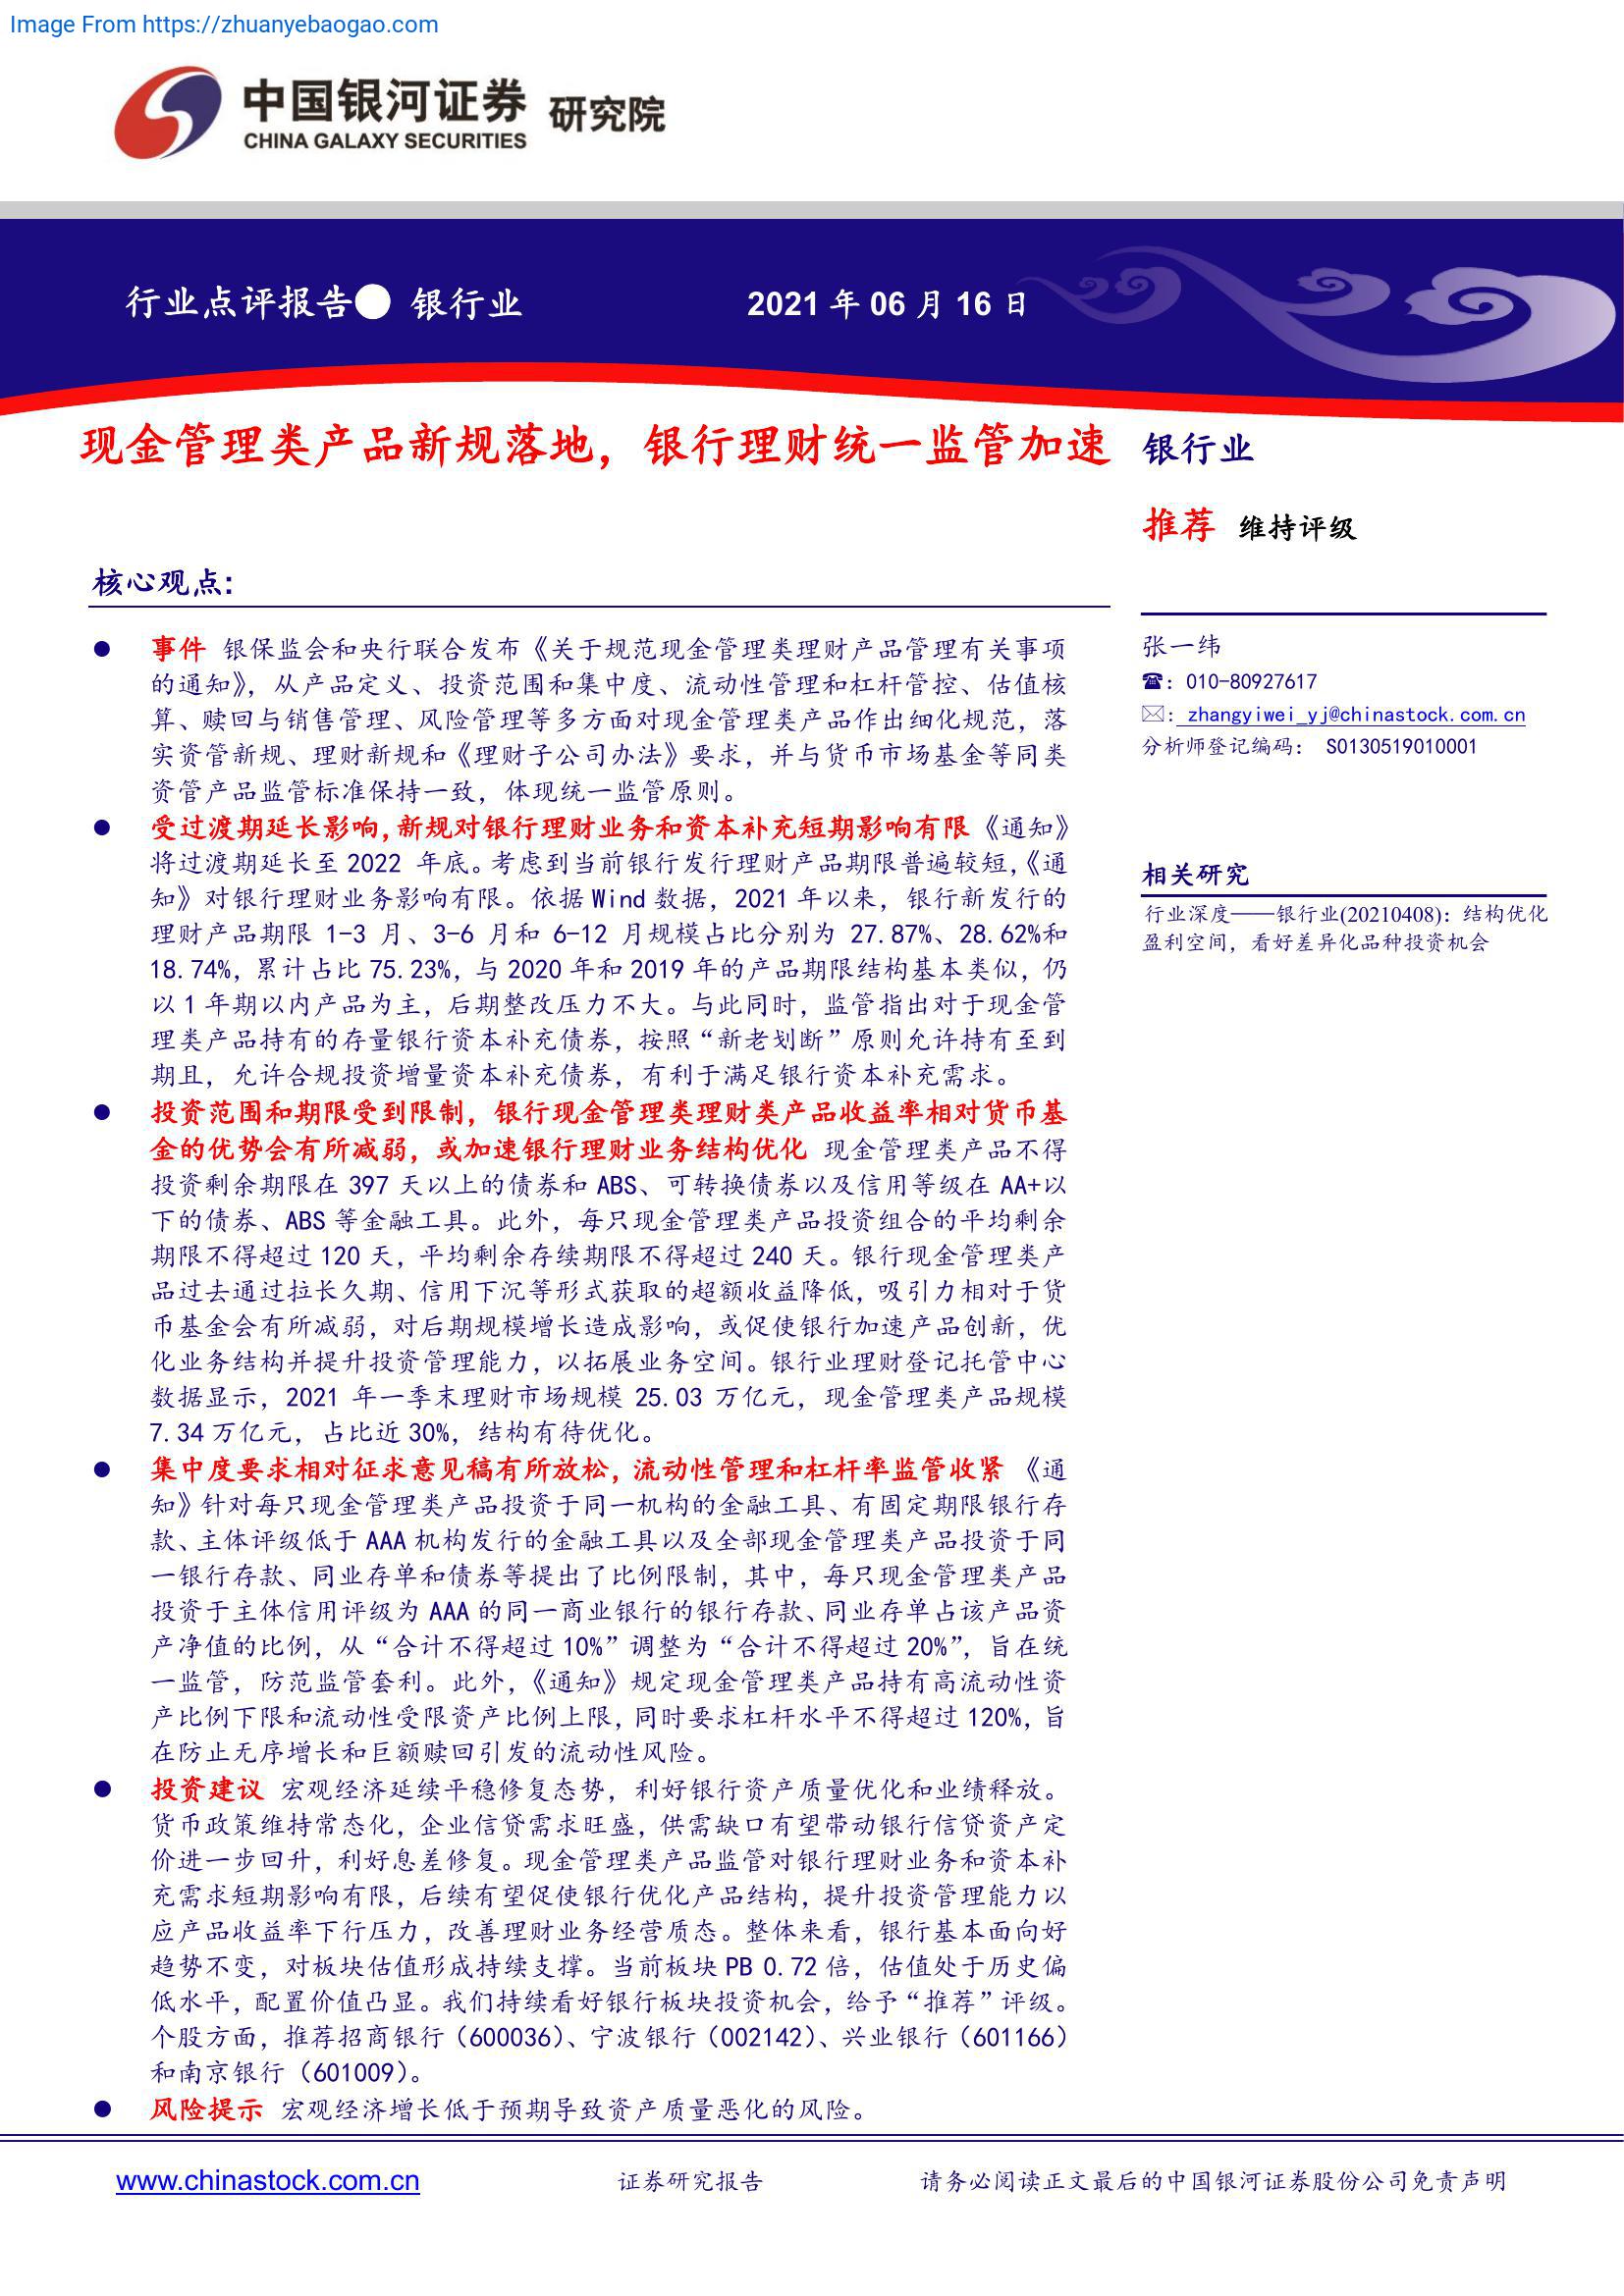 Image From https://zhuanyebaogao.com
中国银河证券 研究院
CHINA GALAXY SECURITIES
行业点评报告● 银行业
2021 年 06 月 16 日
现金管理类产品新规落地，银行理财统一监管加速
核心观点:
● 事件 银保监会和央行联合发布《关于规范现金管理类理财产品管理有关事项
的通知》，从产品定义、投资范围和集中度、流动性管理和杠杆管控、估值核
算、赎回与销售管理、风险管理等多方面对现金管理类产品作出细化规范，落
实资管新规、理财新规和《理财子公司办法》要求，并与货币市场基金等同类
资管产品监管标准保持一致，体现统一监管原则。
● 受过渡期延长影响，新规对银行理财业务和资本补充短期影响有限《通知》
将过渡期延长至 2022 年底。考虑到当前银行发行理财产品期限普遍较短，《通
知》对银行理财业务影响有限。依据 Wind 数据，2021 年以来，银行新发行的
理财产品期限 1-3 月、3-6 月和 6-12 月规模占比分别为 27.87%、28.62%和
18.74%，累计占比 75.23%，与 2020 年和 2019 年的产品期限结构基本类似，仍
以 1 年期以内产品为主，后期整改压力不大。与此同时，监管指出对于现金管
理类产品持有的存量银行资本补充债券，按照“新老划断”原则允许持有至到
期且，允许合规投资增量资本补充债券，有利于满足银行资本补充需求。
● 投资范围和期限受到限制，银行现金管理类理财类产品收益率相对货币基
金的优势会有所减弱，或加速银行理财业务结构优化 现金管理类产品不得
投资剩余期限在 397 天以上的债券和 ABS、可转换债券以及信用等级在 AA+以
下的债券、ABS 等金融工具。此外，每只现金管理类产品投资组合的平均剩余
期限不得超过 120 天，平均剩余存续期限不得超过 240 天。银行现金管理类产
品过去通过拉长久期、信用下沉等形式获取的超额收益降低，吸引力相对于货
币基金会有所减弱，对后期规模增长造成影响，或促使银行加速产品创新，优
化业务结构并提升投资管理能力，以拓展业务空间。银行业理财登记托管中心
数据显示，2021 年一季末理财市场规模 25.03 万亿元，现金管理类产品规模
7.34 万亿元，占比近 30%，结构有待优化。
● 集中度要求相对征求意见稿有所放松，流动性管理和杠杆率监管收紧 《通
知》针对每只现金管理类产品投资于同一机构的金融工具、有固定期限银行存
款、主体评级低于 AAA 机构发行的金融工具以及全部现金管理类产品投资于同
一银行存款、同业存单和债券等提出了比例限制，其中，每只现金管理类产品
投资于主体信用评级为 AAA 的同一商业银行的银行存款、同业存单占该产品资
产净值的比例，从“合计不得超过 10%”调整为“合计不得超过 20%”，旨在统
一监管，防范监管套利。此外，《通知》规定现金管理类产品持有高流动性资
产比例下限和流动性受限资产比例上限，同时要求杠杆水平不得超过 120%，旨
在防止无序增长和巨额赎回引发的流动性风险。
● 投资建议 宏观经济延续平稳修复态势，利好银行资产质量优化和业绩释放。
货币政策维持常态化，企业信贷需求旺盛，供需缺口有望带动银行信贷资产定
价进一步回升，利好息差修复。现金管理类产品监管对银行理财业务和资本补
充需求短期影响有限，后续有望促使银行优化产品结构，提升投资管理能力以
应产品收益率下行压力，改善理财业务经营质态。整体来看，银行基本面向好
趋势不变，对板块估值形成持续支撑。当前板块 PB 0.72 倍，估值处于历史偏
低水平，配置价值凸显。我们持续看好银行板块投资机会，给予“推荐”评级。
个股方面，推荐招商银行（600036）、宁波银行（002142）、兴业银行（601166）
和南京银行（601009）。
● 风险提示 宏观经济增长低于预期导致资产质量恶化的风险。
银行业
推荐 维持评级
张一纬
☎：010-80927617
✉：zhangyiwei_yj@chinastock.com.cn
分析师登记编码： S0130519010001
相关研究
行业深度——银行业(20210408)：结构优化
盈利空间，看好差异化品种投资机会
www.chinastock.com.cn
证券研究报告
请务必阅读正文最后的中国银河证券股份公司免责声明